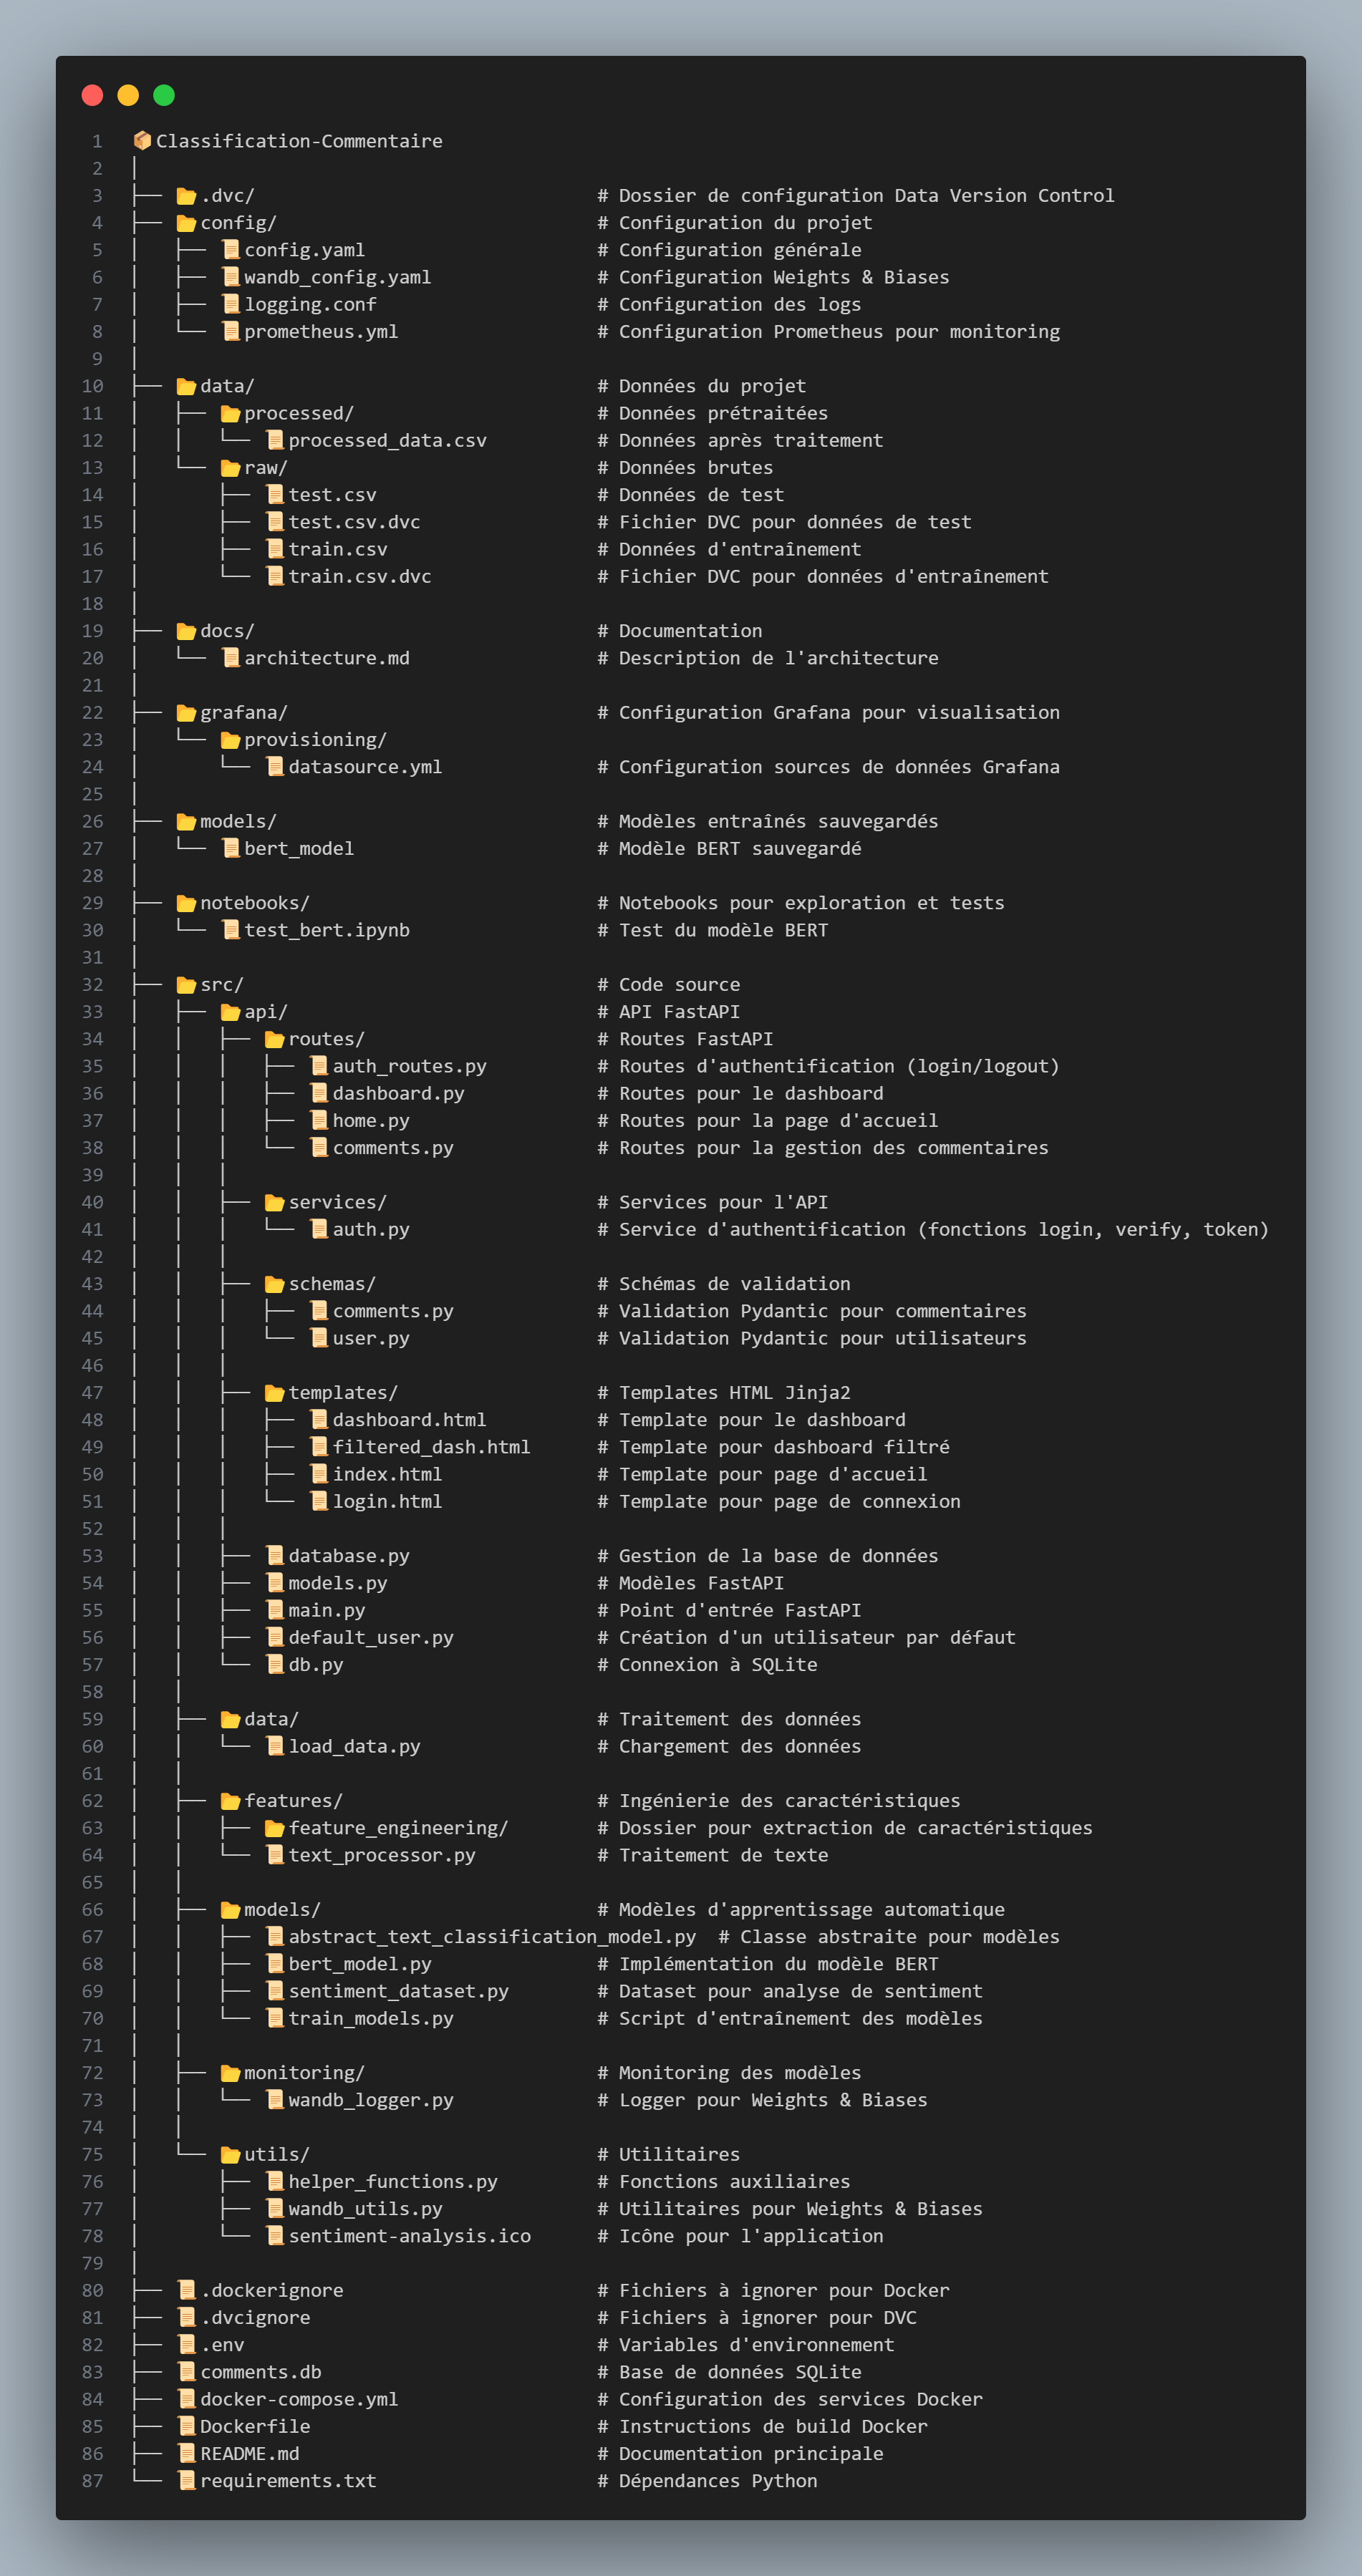 1 📦Classification-Commentaire
2 │
3 ├── 📂.dvc/ # Dossier de configuration Data Version Control
4 ├── 📂config/ # Configuration du projet
5 │   ├── 📜config.yaml # Configuration générale
6 │   ├── 📜wandb_config.yaml # Configuration Weights & Biases
7 │   ├── 📜logging.conf # Configuration des logs
8 │   └── 📜prometheus.yml # Configuration Prometheus pour monitoring
9 │
10 ├── 📂data/ # Données du projet
11 │   ├── 📂processed/ # Données prétraitées
12 │   │   └── 📜processed_data.csv # Données après traitement
13 │   └── 📂raw/ # Données brutes
14 │       ├── 📜test.csv # Données de test
15 │       ├── 📜test.csv.dvc # Fichier DVC pour données de test
16 │       ├── 📜train.csv # Données d'entraînement
17 │       └── 📜train.csv.dvc # Fichier DVC pour données d'entraînement
18 │
19 ├── 📂docs/ # Documentation
20 │   └── 📜architecture.md # Description de l'architecture
21 │
22 ├── 📂grafana/ # Configuration Grafana pour visualisation
23 │   └── 📂provisioning/
24 │       └── 📜datasource.yml # Configuration sources de données Grafana
25 │
26 ├── 📂models/ # Modèles entraînés sauvegardés
27 │   └── 📜bert_model # Modèle BERT sauvegardé
28 │
29 ├── 📂notebooks/ # Notebooks pour exploration et tests
30 │   └── 📜test_bert.ipynb # Test du modèle BERT
31 │
32 ├── 📂src/ # Code source
33 │   ├── 📂api/ # API FastAPI
34 │   │   ├── 📂routes/ # Routes FastAPI
35 │   │   │   ├── 📜auth_routes.py # Routes d'authentification (login/logout)
36 │   │   │   ├── 📜dashboard.py # Routes pour le dashboard
37 │   │   │   ├── 📜home.py # Routes pour la page d'accueil
38 │   │   │   └── 📜comments.py # Routes pour la gestion des commentaires
39 │   │   │
40 │   │   ├── 📂services/ # Services pour l'API
41 │   │   │   └── 📜auth.py # Service d'authentification (fonctions login, verify, token)
42 │   │   │
43 │   │   ├── 📂schemas/ # Schémas de validation
44 │   │   │   ├── 📜comments.py # Validation Pydantic pour commentaires
45 │   │   │   └── 📜user.py # Validation Pydantic pour utilisateurs
46 │   │   │
47 │   │   ├── 📂templates/ # Templates HTML Jinja2
48 │   │   │   ├── 📜dashboard.html # Template pour le dashboard
49 │   │   │   ├── 📜filtered_dash.html # Template pour dashboard filtré
50 │   │   │   ├── 📜index.html # Template pour page d'accueil
51 │   │   │   └── 📜login.html # Template pour page de connexion
52 │   │   │
53 │   │   ├── 📜database.py # Gestion de la base de données
54 │   │   ├── 📜models.py # Modèles FastAPI
55 │   │   ├── 📜main.py # Point d'entrée FastAPI
56 │   │   ├── 📜default_user.py # Création d'un utilisateur par défaut
57 │   │   └── 📜db.py # Connexion à SQLite
58 │   │
59 │   ├── 📂data/ # Traitement des données
60 │   │   └── 📜load_data.py # Chargement des données
61 │   │
62 │   ├── 📂features/ # Ingénierie des caractéristiques
63 │   │   ├── 📂feature_engineering/ # Dossier pour extraction de caractéristiques
64 │   │   └── 📜text_processor.py # Traitement de texte
65 │   │
66 │   ├── 📂models/ # Modèles d'apprentissage automatique
67 │   │   ├── 📜abstract_text_classification_model.py # Classe abstraite pour modèles
68 │   │   ├── 📜bert_model.py # Implémentation du modèle BERT
69 │   │   ├── 📜sentiment_dataset.py # Dataset pour analyse de sentiment
70 │   │   └── 📜train_models.py # Script d'entraînement des modèles
71 │   │
72 │   ├── 📂monitoring/ # Monitoring des modèles
73 │   │   └── 📜wandb_logger.py # Logger pour Weights & Biases
74 │   │
75 │   └── 📂utils/ # Utilitaires
76 │       ├── 📜helper_functions.py # Fonctions auxiliaires
77 │       ├── 📜wandb_utils.py # Utilitaires pour Weights & Biases
78 │       └── 📜sentiment-analysis.ico # Icône pour l'application
79 │
80 ├── 📜.dockerignore # Fichiers à ignorer pour Docker
81 ├── 📜.dvcignore # Fichiers à ignorer pour DVC
82 ├── 📜.env # Variables d'environnement
83 ├── 📜comments.db # Base de données SQLite
84 ├── 📜docker-compose.yml # Configuration des services Docker
85 ├── 📜Dockerfile # Instructions de build Docker
86 ├── 📜README.md # Documentation principale
87 └── 📜requirements.txt # Dépendances Python